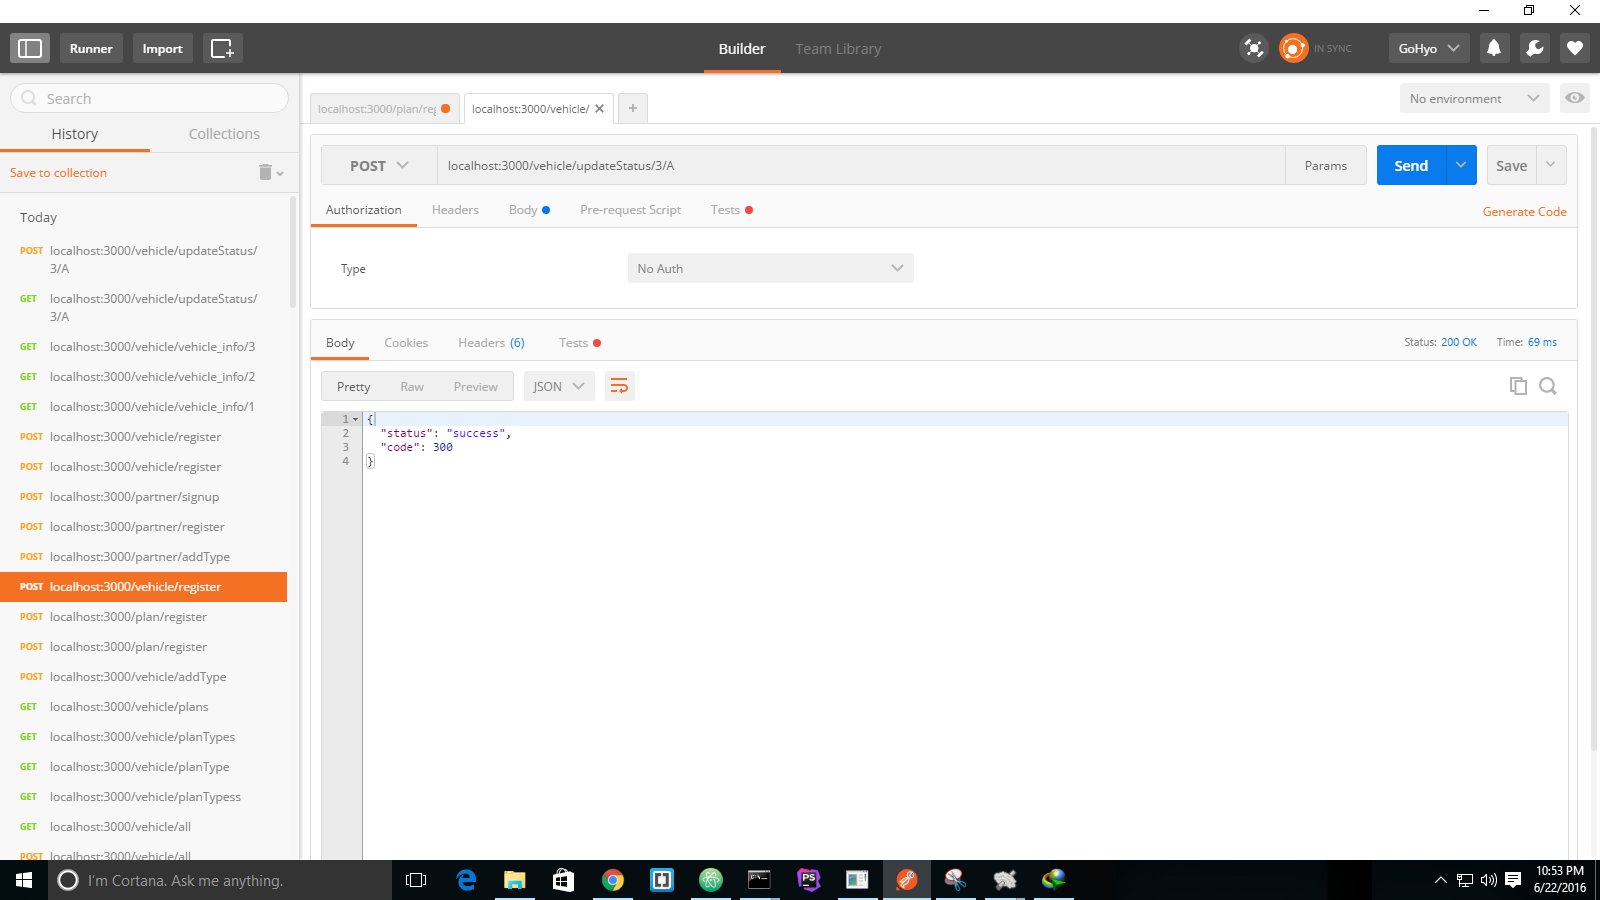 Runner
Import
Builder
Team Library
IN SYNC
GoHyo
Search
History
Collections
Save to collection
Today
POST localhost:3000/vehicle/updateStatus/
3/A
GET localhost:3000/vehicle/updateStatus/
3/A
GET localhost:3000/vehicle/vehicle_info/3
GET localhost:3000/vehicle/vehicle_info/2
GET localhost:3000/vehicle/vehicle_info/1
POST localhost:3000/vehicle/register
POST localhost:3000/vehicle/register
POST localhost:3000/partner/signup
POST localhost:3000/partner/register
POST localhost:3000/partner/addType
POST localhost:3000/vehicle/register
POST localhost:3000/plan/register
POST localhost:3000/plan/register
POST localhost:3000/vehicle/addType
GET localhost:3000/vehicle/plans
GET localhost:3000/vehicle/planTypes
GET localhost:3000/vehicle/planType
GET localhost:3000/vehicle/planTypess
GET localhost:3000/vehicle/all
POST localhost:3000/vehicle/all
localhost:3000/plan/reg
localhost:3000/vehicle/
No environment
POST
localhost:3000/vehicle/updateStatus/3/A
Params
Send
Save
Authorization
Headers
Body
Pre-request Script
Tests
Generate Code
Type
No Auth
Body
Cookies
Headers (6)
Tests
Status: 200 OK
Time: 69 ms
Pretty
Raw
Preview
JSON
1 {
2 "status": "success",
3 "code": 300
4 }
I'm Cortana. Ask me anything.
PS
10:53 PM
6/22/2016